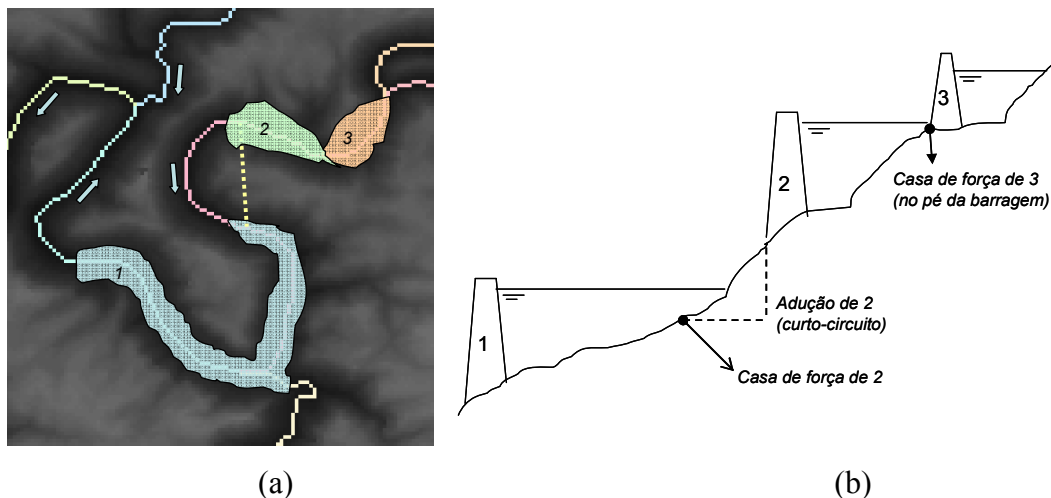 1
2
3
(a)
3
Casa de força de 3
(no pé da barragem)
2
Adução de 2
(curto-circuito)
1
Casa de força de 2
(b)